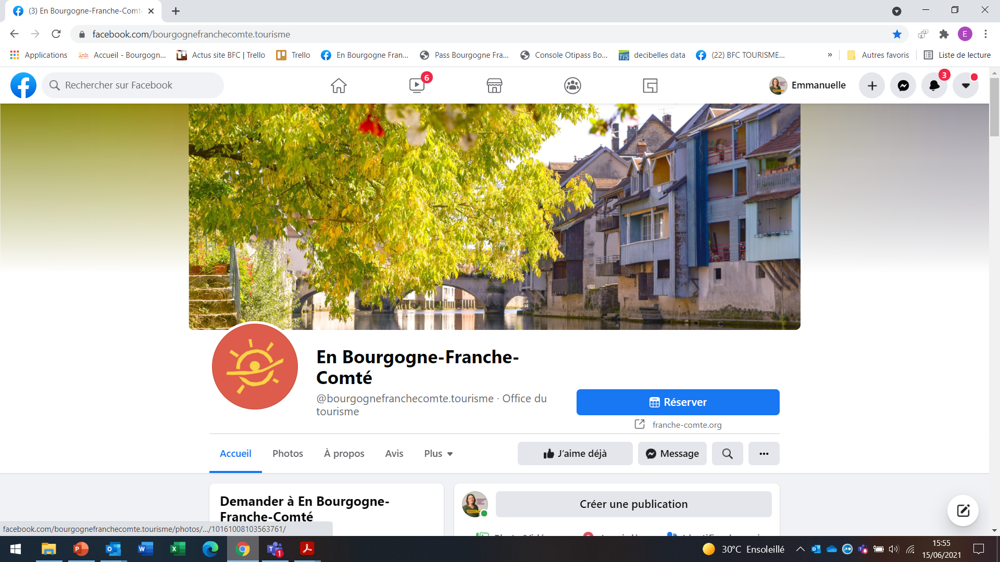 (3) En Bourgogne-Franche-Comté
facebook.com/bourgognefranchecomte.tourisme
E
Applications
Accueil - Bourgogn...
Actus site BFC | Trello
Trello
En Bourgogne Fran...
Pass Bourgogne Fra...
Console Otipass Bo...
decibelles data
(22) BFC TOURISME...
»
Autres favoris
Liste de lecture
Rechercher sur Facebook
6
Emmanuelle
3
En Bourgogne-Franche-
Comté
@bourgognefranchecomte.tourisme · Office du
tourisme
Réserver
franche-comte.org
Accueil
Photos
À propos
Avis
Plus
J'aime déjà
Message
Demander à En Bourgogne-
Franche-Comté
Créer une publication
facebook.com/bourgognefranchecomte.tourisme/photos/.../10161008103563761/
1
30°C Ensoleillé
15:55
15/06/2021